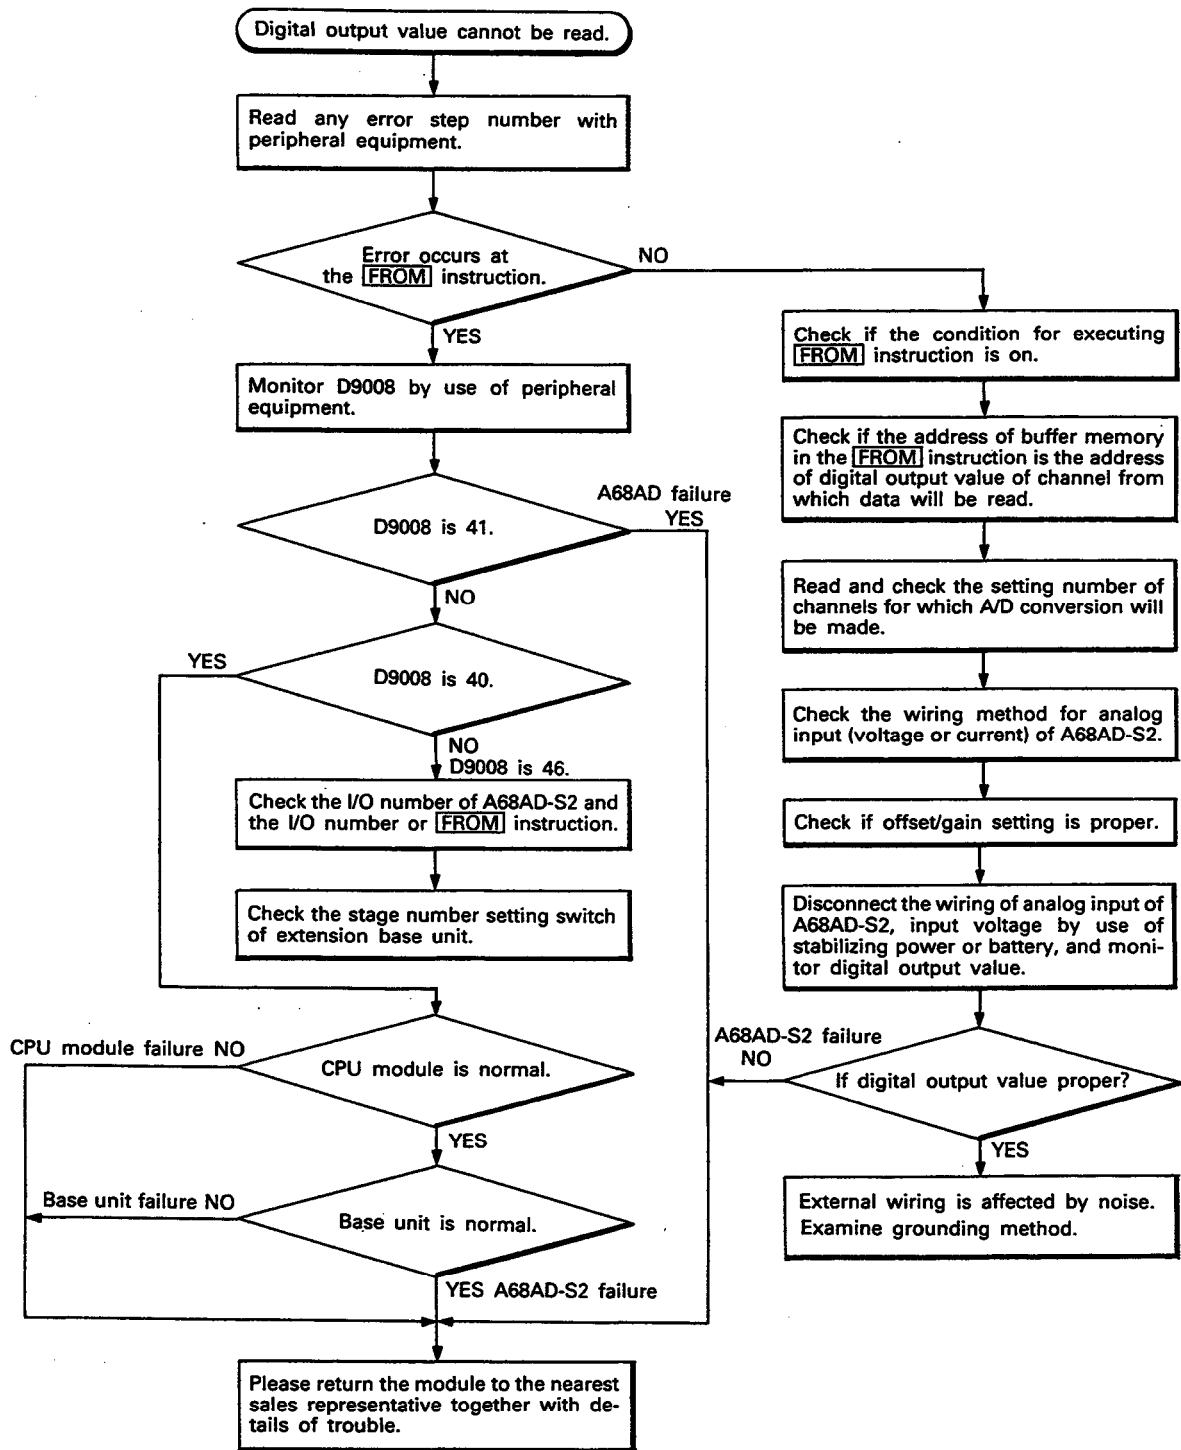 Digital output value cannot be read.
Read any error step number with
peripheral equipment.
Error occurs at
the FROM instruction.
NO
YES
Monitor D9008 by use of peripheral
equipment.
D9008 is 41.
A68AD failure
YES
NO
D9008 is 40.
YES
NO
D9008 is 46.
Check the I/O number of A68AD-S2 and
the I/O number or FROM instruction.
Check the stage number setting switch
of extension base unit.
CPU module failure NO
CPU module is normal.
YES
Base unit failure NO
Base unit is normal.
YES A68AD-S2 failure
Please return the module to the nearest
sales representative together with de-
tails of trouble.
Check if the condition for executing
FROM instruction is on.
Check if the address of buffer memory
in the FROM instruction is the address
of digital output value of channel from
which data will be read.
Read and check the setting number of
channels for which A/D conversion will
be made.
Check the wiring method for analog
input (voltage or current) of A68AD-S2.
Check if offset/gain setting is proper.
Disconnect the wiring of analog input of
A68AD-S2, input voltage by use of
stabilizing power or battery, and moni-
tor digital output value.
A68AD-S2 failure
NO
If digital output value proper?
YES
External wiring is affected by noise.
Examine grounding method.